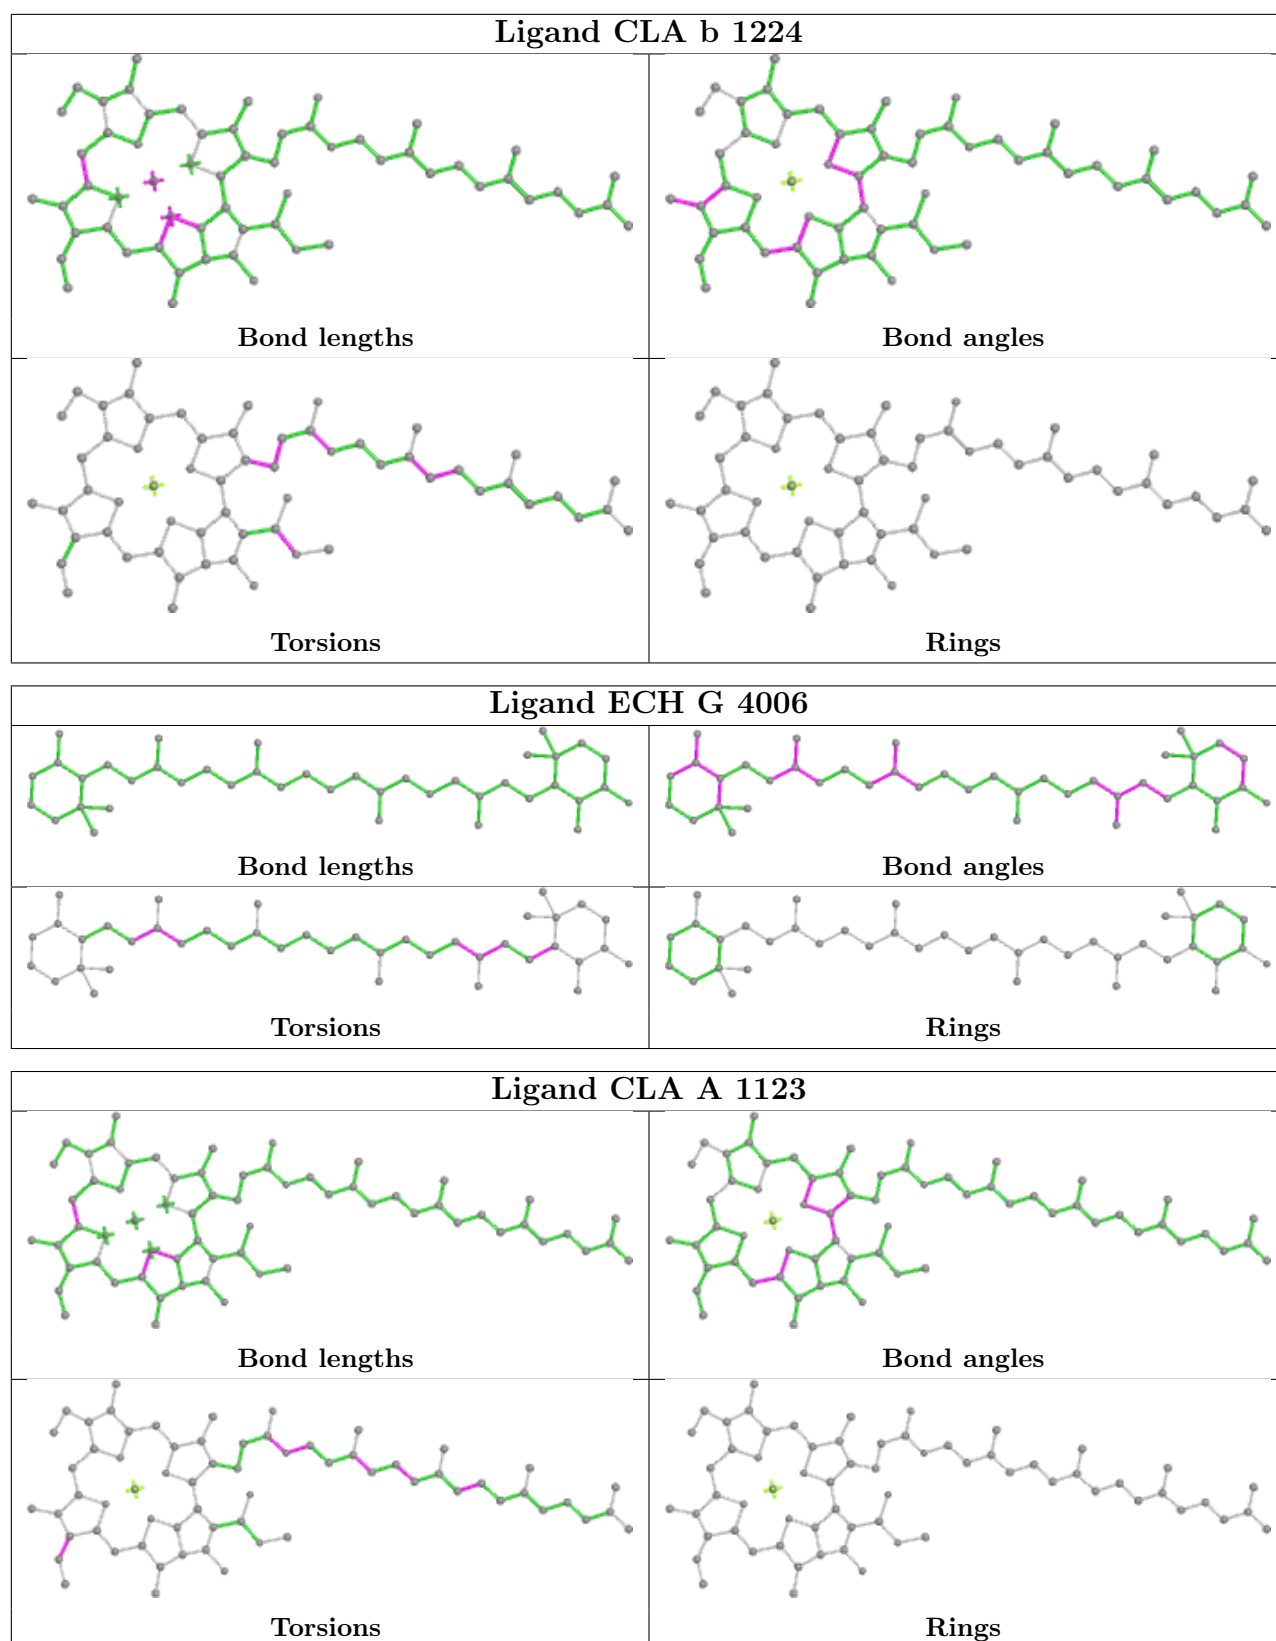 Ligand CLA b 1224
Bond lengths
Bond angles
Torsions
Rings
Ligand ECH G 4006
Bond lengths
Bond angles
Torsions
Rings
Ligand CLA A 1123
Bond lengths
Bond angles
Torsions
Rings